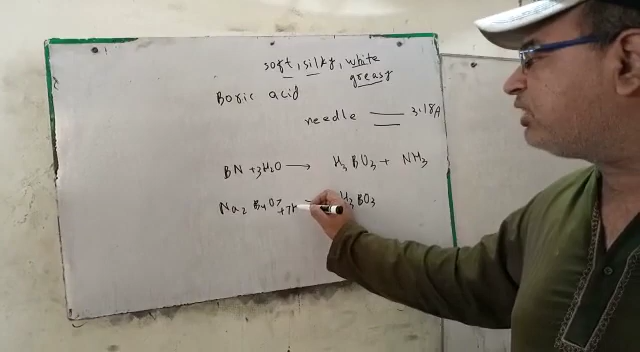 soft, silky, white
greasy
Boric acid
needle 3.18A
BN + 3H2O → H3BO3 + NH3
Na2 B4O7 +7H → H3BO3